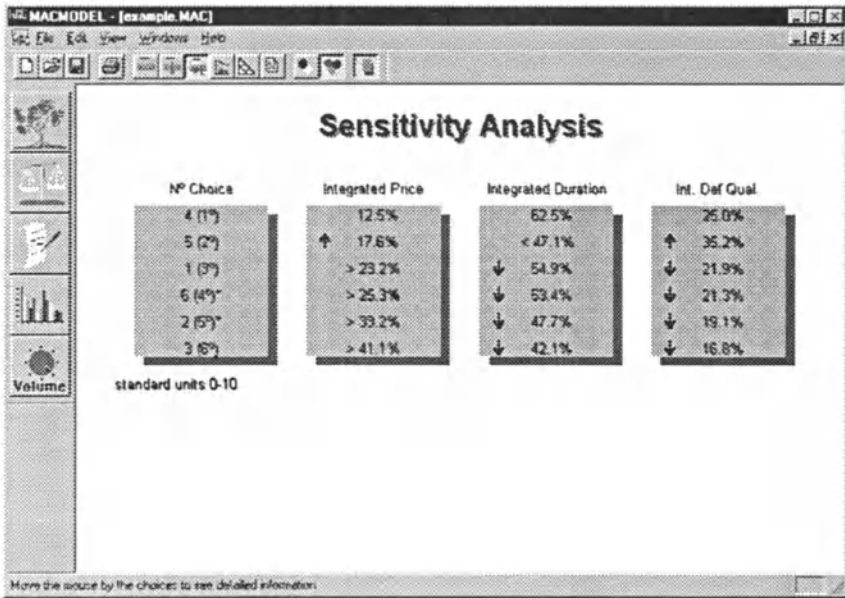 MACMODEL - [example.MAC]
File Edit View Windows Help
Sensitivity Analysis
Nº Choice Integrated Price Integrated Duration Int. Def Qual.
4 (1º) 12.5% 62.5% 25.0%
5 (2º) ↑ 17.6% < 47.1% ↑ 35.2%
1 (3º) > 23.2% ↓ 54.9% ↓ 21.9%
6 (4º)* > 25.3% ↓ 53.4% ↓ 21.3%
2 (5º)* > 33.2% ↓ 47.7% ↓ 19.1%
3 (6º) > 41.1% ↓ 42.1% ↓ 16.8%
standard units 0-10
Volume
Move the mouse by the choices to see detailed information